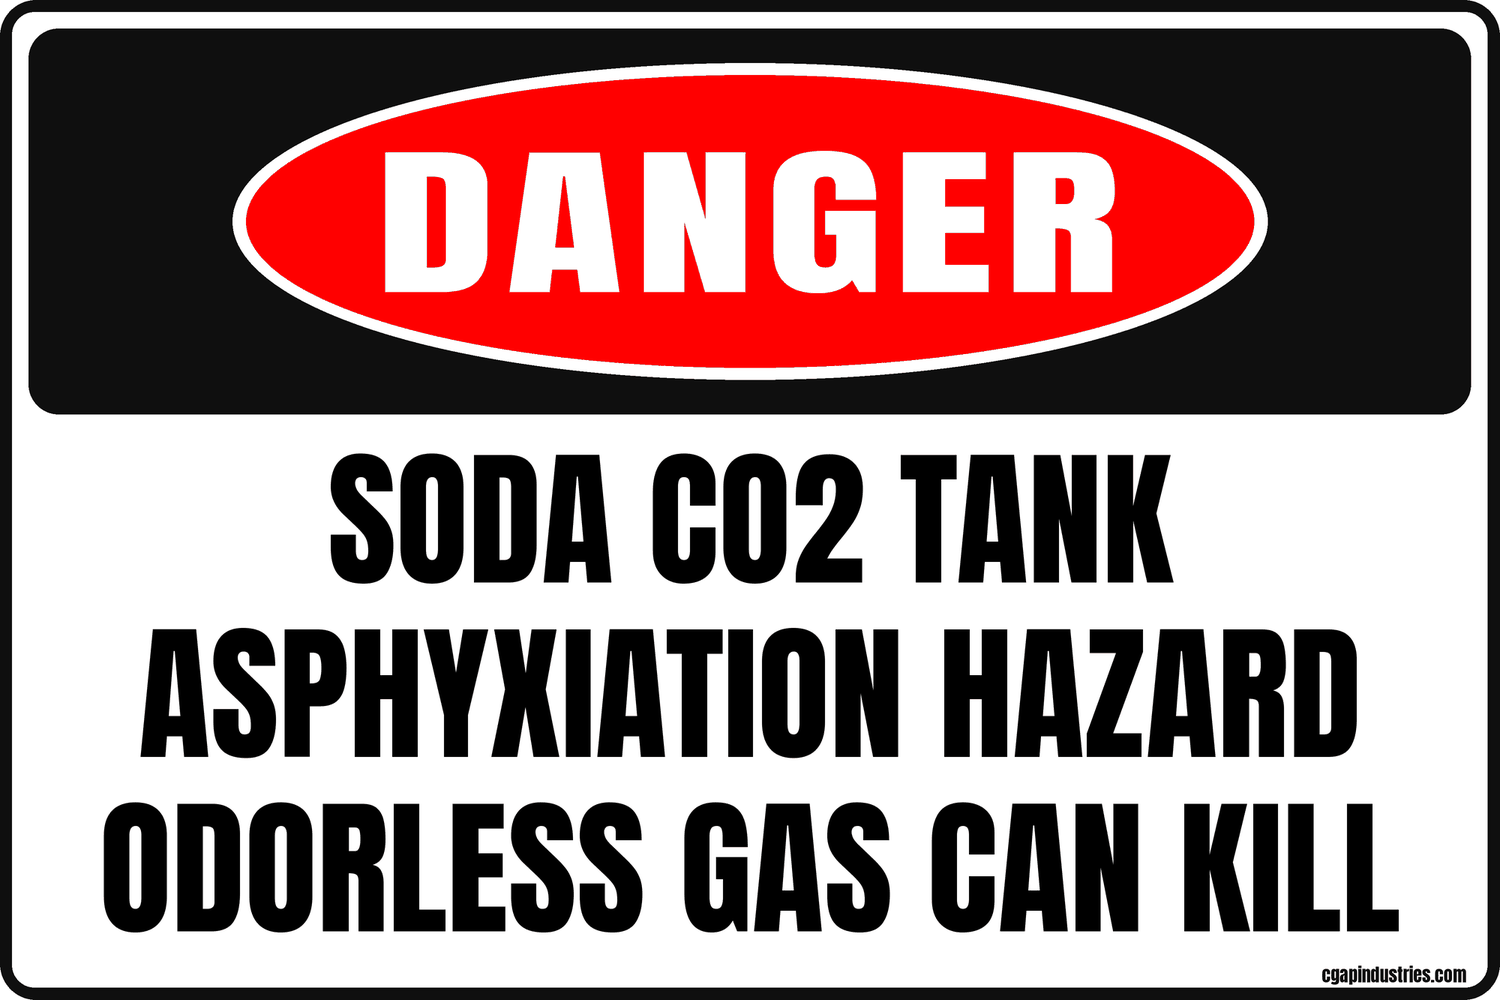 DANGER
SODA CO2 TANK
ASPHYXIATION HAZARD
ODORLESS GAS CAN KILL
cgapindustries.com